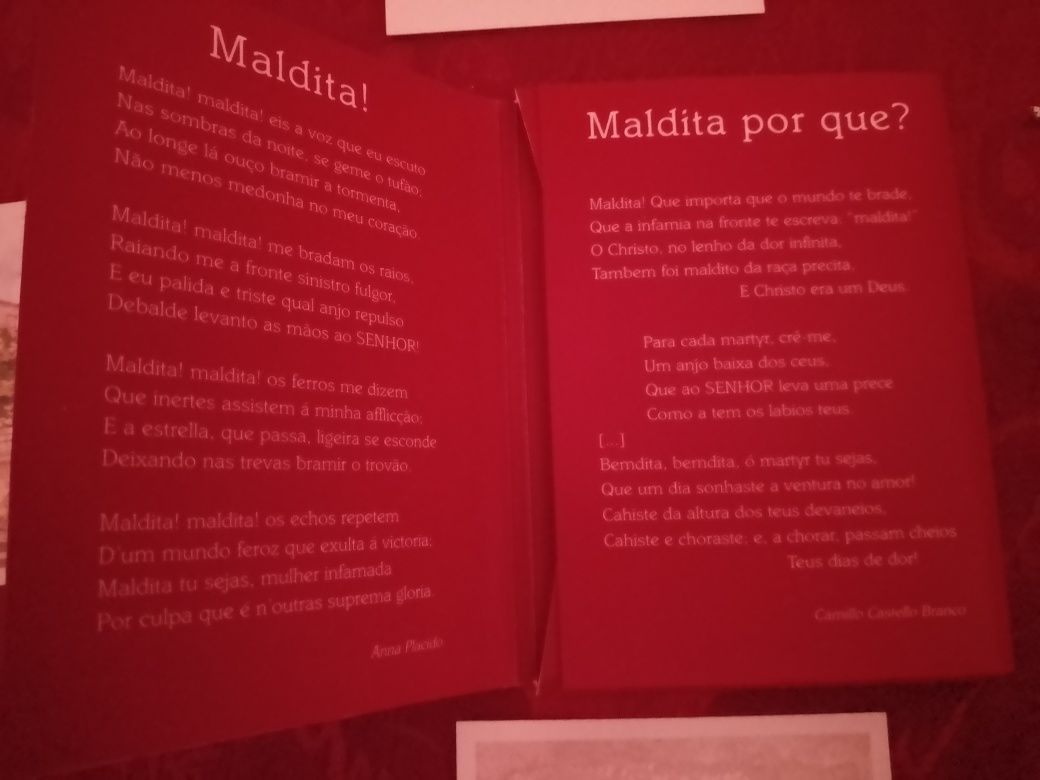 Maldita!
Maldita! maldita! eis a voz que eu escuto
Nas sombras da noite, se geme o tufão;
Ao longe lá ouço bramir a tormenta,
Não menos medonha no meu coração.
Maldita! maldita! me bradam os raios,
Raiando me a fronte sinistro fulgor,
E eu palida e triste qual anjo repulso
Debalde levanto as mãos ao SENHOR!
Maldita! maldita! os ferros me dizem
Que inertes assistem á minha afflicção;
E a estrella, que passa, ligeira se esconde
Deixando nas trevas bramir o trovão.
Maldita! maldita! os echos repetem
D'um mundo feroz que exulta á victoria;
Maldita tu sejas, mulher infamada
Por culpa que é n'outras suprema gloria.
Anna Placido
Maldita por que?
Maldita! Que importa que o mundo te brade,
Que a infamia na fronte te escreva: "maldita!"
O Christo, no lenho da dor infinita,
Tambem foi maldito da raça precita.
E Christo era um Deus.
Para cada martyr, crê-me,
Um anjo baixa dos ceus,
Que ao SENHOR leva uma prece
Como a tem os labios teus.
[...]
Bemdita, bemdita, ó martyr tu sejas,
Que um dia sonhaste a ventura no amor!
Cahiste da altura dos teus devaneios,
Cahiste e choraste; e, a chorar, passam cheios
Teus dias de dor!
Camillo Castello Branco